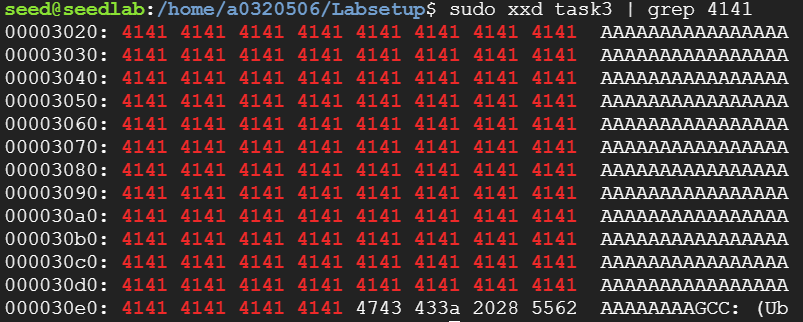 seed@seedlab:/home/a0320506/Labsetup$ sudo xxd task3 | grep 4141
00003020: 4141 4141 4141 4141 4141 4141 4141 4141  AAAAAAAAAAAAAAAA
00003030: 4141 4141 4141 4141 4141 4141 4141 4141  AAAAAAAAAAAAAAAA
00003040: 4141 4141 4141 4141 4141 4141 4141 4141  AAAAAAAAAAAAAAAA
00003050: 4141 4141 4141 4141 4141 4141 4141 4141  AAAAAAAAAAAAAAAA
00003060: 4141 4141 4141 4141 4141 4141 4141 4141  AAAAAAAAAAAAAAAA
00003070: 4141 4141 4141 4141 4141 4141 4141 4141  AAAAAAAAAAAAAAAA
00003080: 4141 4141 4141 4141 4141 4141 4141 4141  AAAAAAAAAAAAAAAA
00003090: 4141 4141 4141 4141 4141 4141 4141 4141  AAAAAAAAAAAAAAAA
000030a0: 4141 4141 4141 4141 4141 4141 4141 4141  AAAAAAAAAAAAAAAA
000030b0: 4141 4141 4141 4141 4141 4141 4141 4141  AAAAAAAAAAAAAAAA
000030c0: 4141 4141 4141 4141 4141 4141 4141 4141  AAAAAAAAAAAAAAAA
000030d0: 4141 4141 4141 4141 4141 4141 4141 4141  AAAAAAAAAAAAAAAA
000030e0: 4141 4141 4141 4141 4743 433a 2028 5562  AAAAAAAAGCC: (Ub